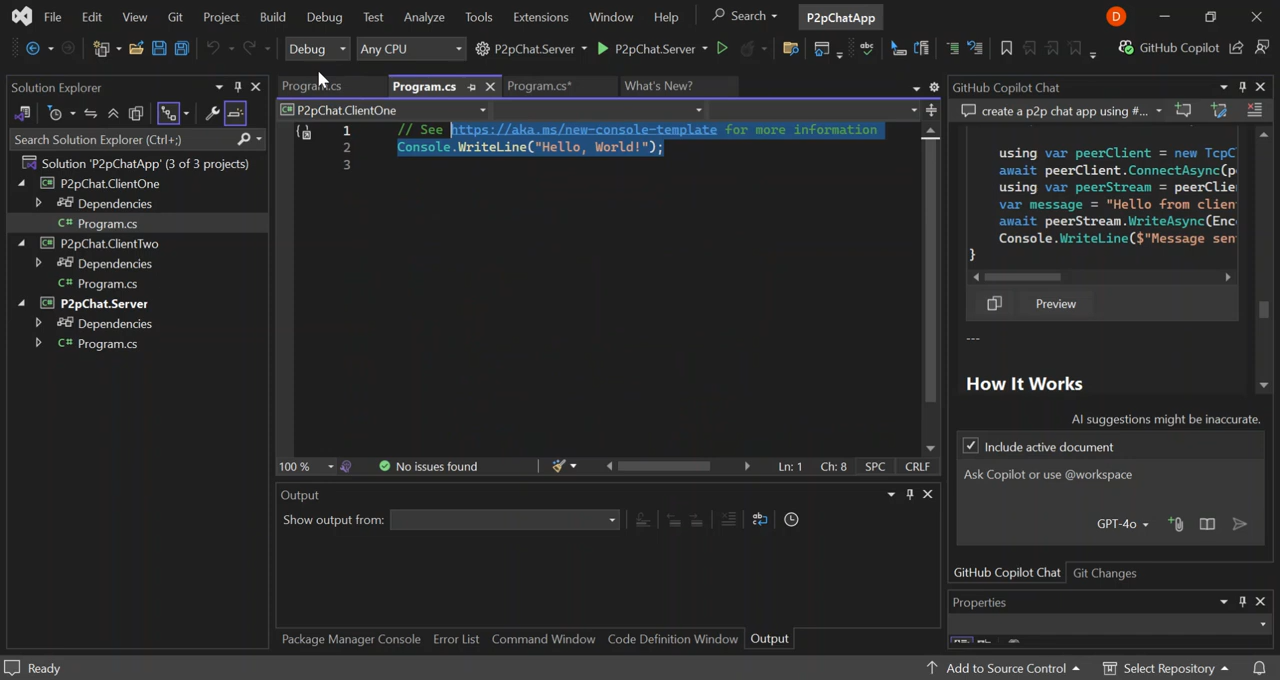 File Edit View Git Project Build Debug Test Analyze Tools Extensions Window Help Search P2pChatApp D
Debug Any CPU P2pChat.Server P2pChat.Server GitHub Copilot
Solution Explorer
Search Solution Explorer (Ctrl+;)
Solution 'P2pChatApp' (3 of 3 projects)
P2pChat.ClientOne
Dependencies
C# Program.cs
P2pChat.ClientTwo
Dependencies
C# Program.cs
P2pChat.Server
Dependencies
C# Program.cs
Program.cs Program.cs Program.cs* What's New?
P2pChat.ClientOne
1 // See https://aka.ms/new-console-template for more information
2 Console.WriteLine("Hello, World!");
3
100 % No issues found Ln: 1 Ch: 8 SPC CRLF
Output
Show output from:
Package Manager Console Error List Command Window Code Definition Window Output
GitHub Copilot Chat
create a p2p chat app using #...
using var peerClient = new TcpCl
await peerClient.ConnectAsync(p
using var peerStream = peerClie
var message = "Hello from clien
await peerStream.WriteAsync(Enc
Console.WriteLine($"Message sen
}
Preview
---
How It Works
AI suggestions might be inaccurate.
Include active document
Ask Copilot or use @workspace
GPT-4o
GitHub Copilot Chat Git Changes
Properties
Ready Add to Source Control Select Repository